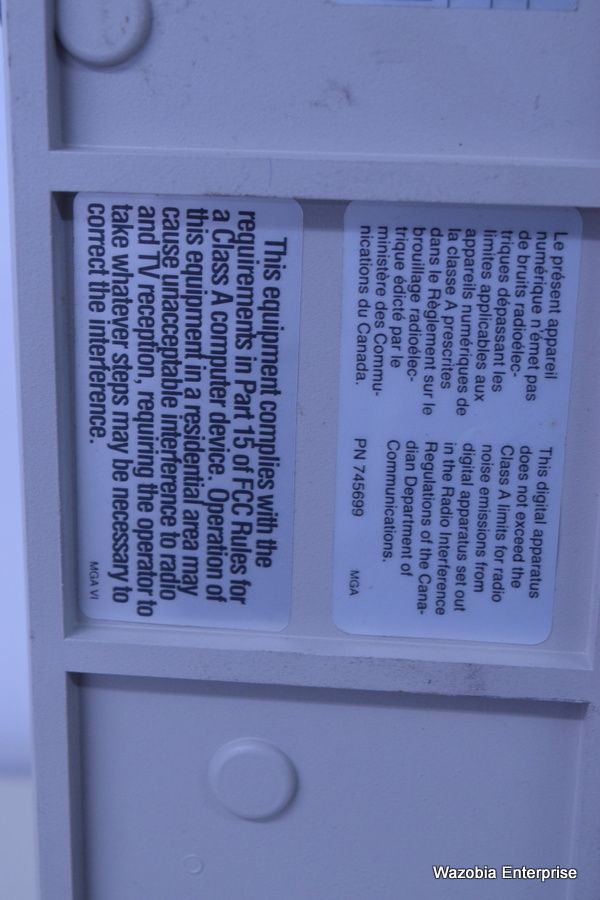 Le présent appareil
numérique n'émet pas
de bruits radioélec-
triques dépassant les
limites applicables aux
appareils numériques de
la classe A prescrites
dans le Règlement sur le
brouillage radioélec-
trique édicté par le
ministère des Commu-
nications du Canada.
This digital apparatus
does not exceed the
Class A limits for radio
noise emissions from
digital apparatus set out
in the Radio Interference
Regulations of the Cana-
dian Department of
Communications.
PN 745699 MGA
This equipment complies with the
requirements in Part 15 of FCC Rules for
a Class A computer device. Operation of
this equipment in a residential area may
cause unacceptable interference to radio
and TV reception, requiring the operator to
take whatever steps may be necessary to
correct the interference.
MGA VI
Wazobia Enterprise